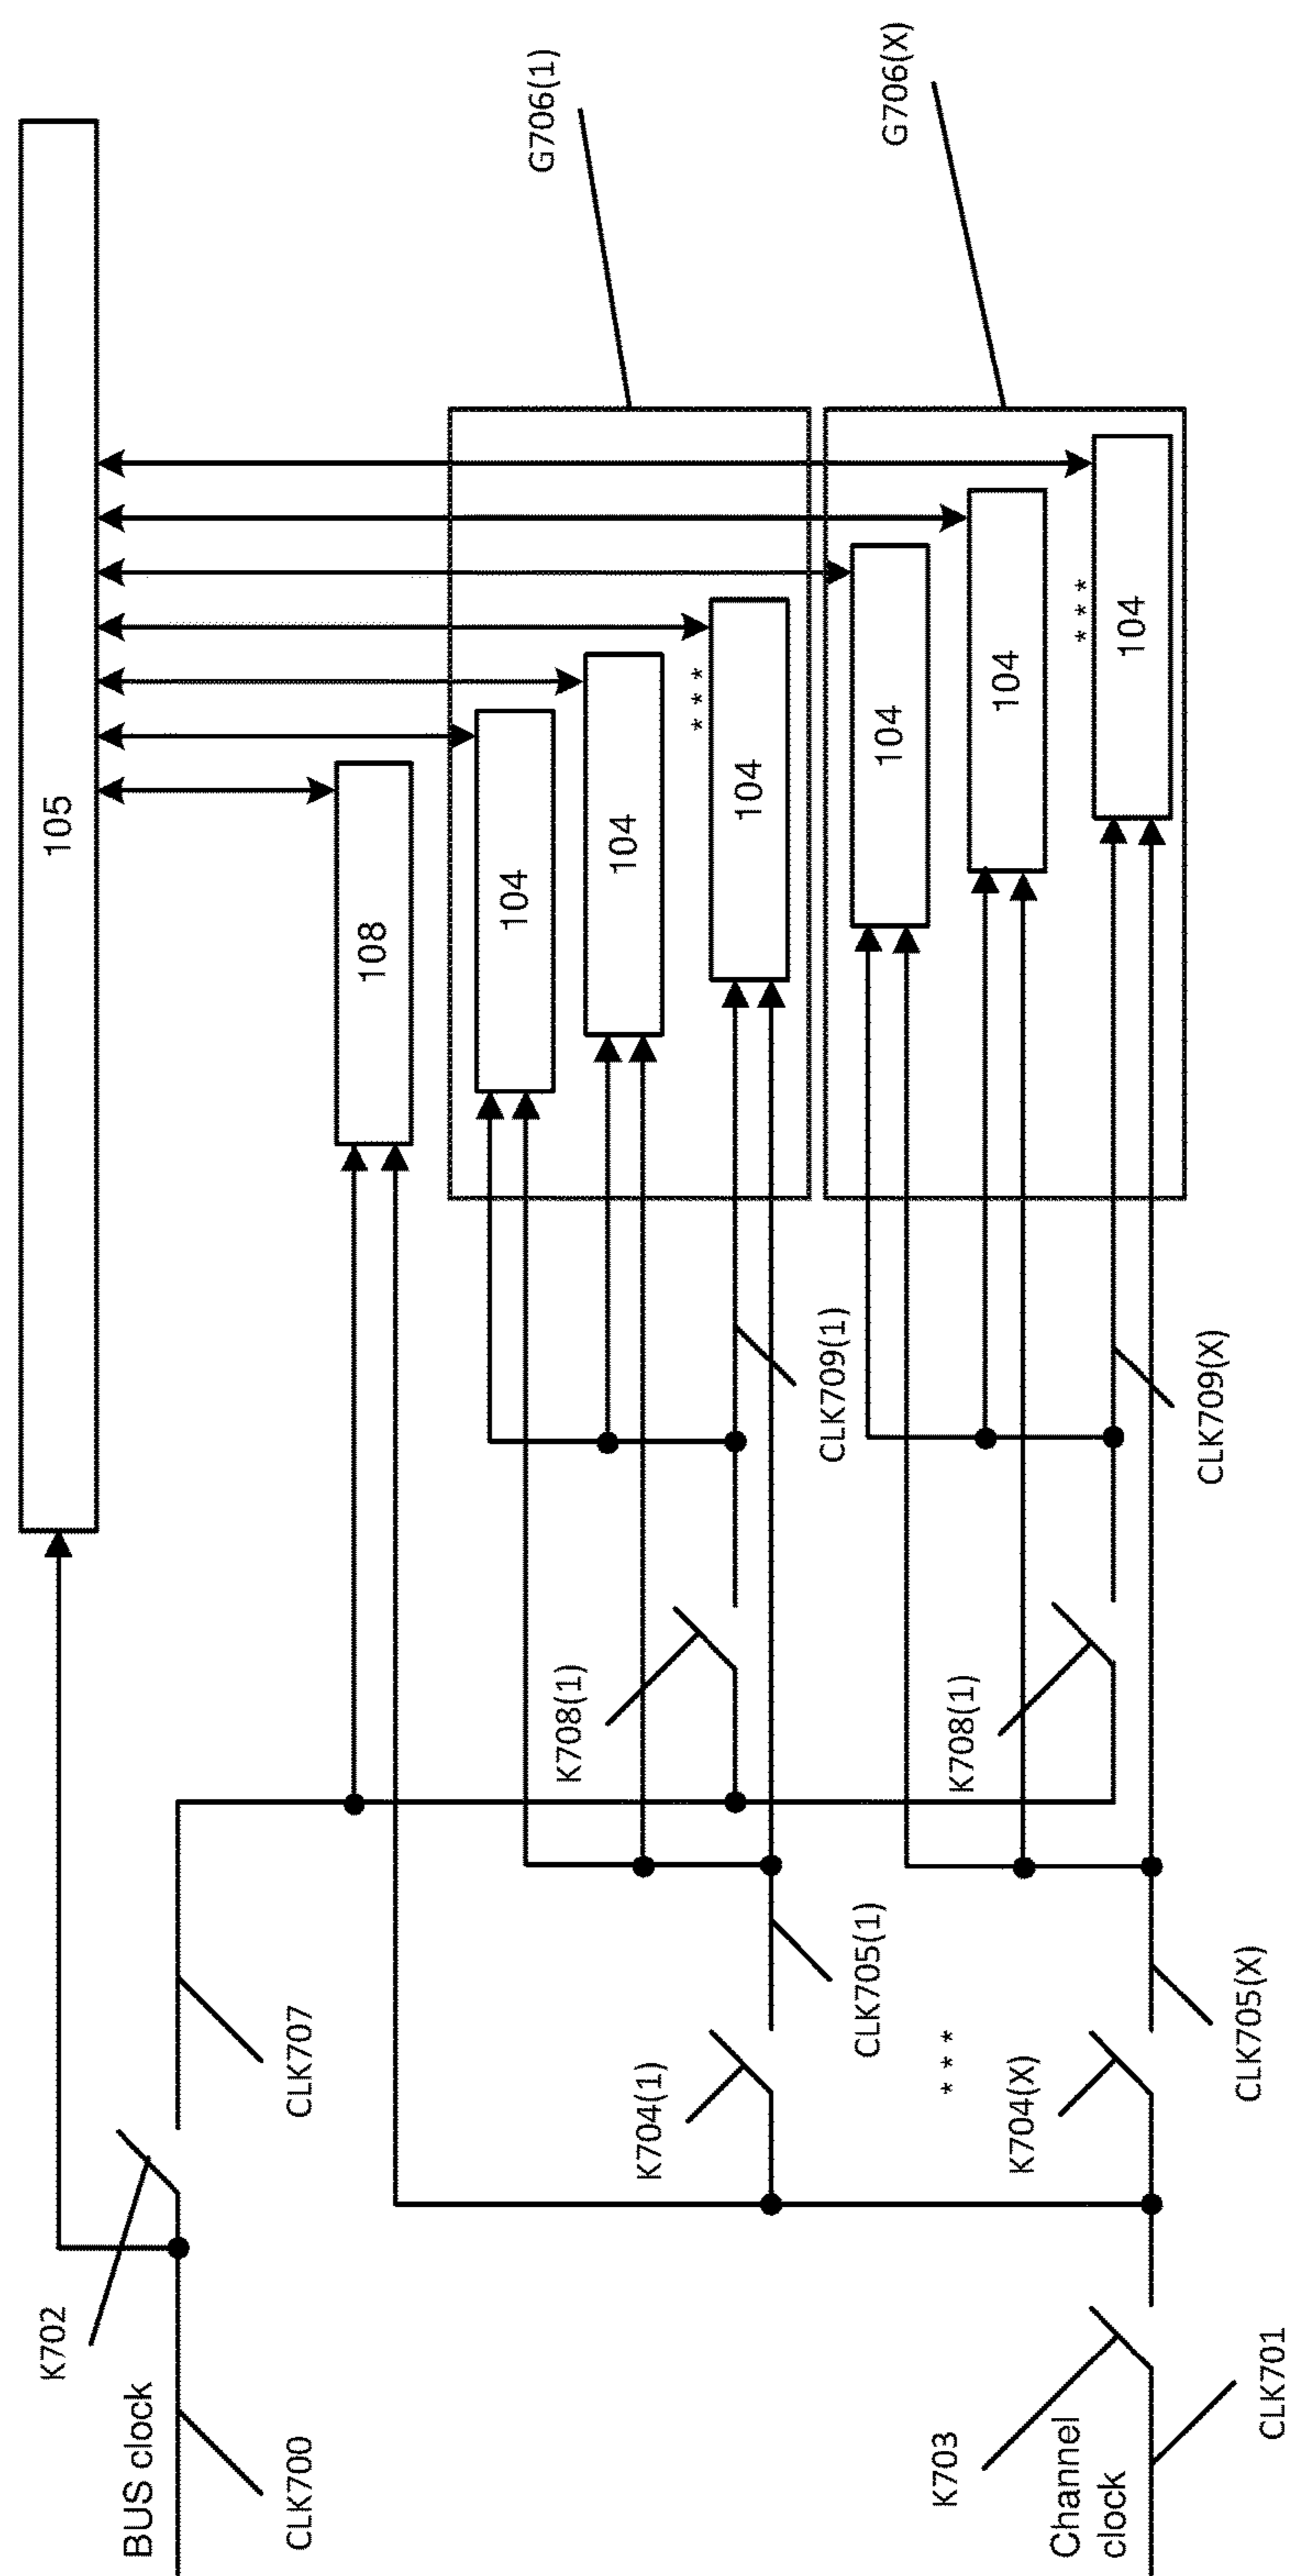 K702
105
BUS clock
CLK700
CLK707
108
104
K708(1)
G706(1)
104
K704(1)
* * *
104
CLK709(1)
CLK705(1)
104
G706(X)
K703
* * *
K708(1)
104
K704(X)
Channel
clock
* * *
104
CLK709(X)
CLK705(X)
CLK701